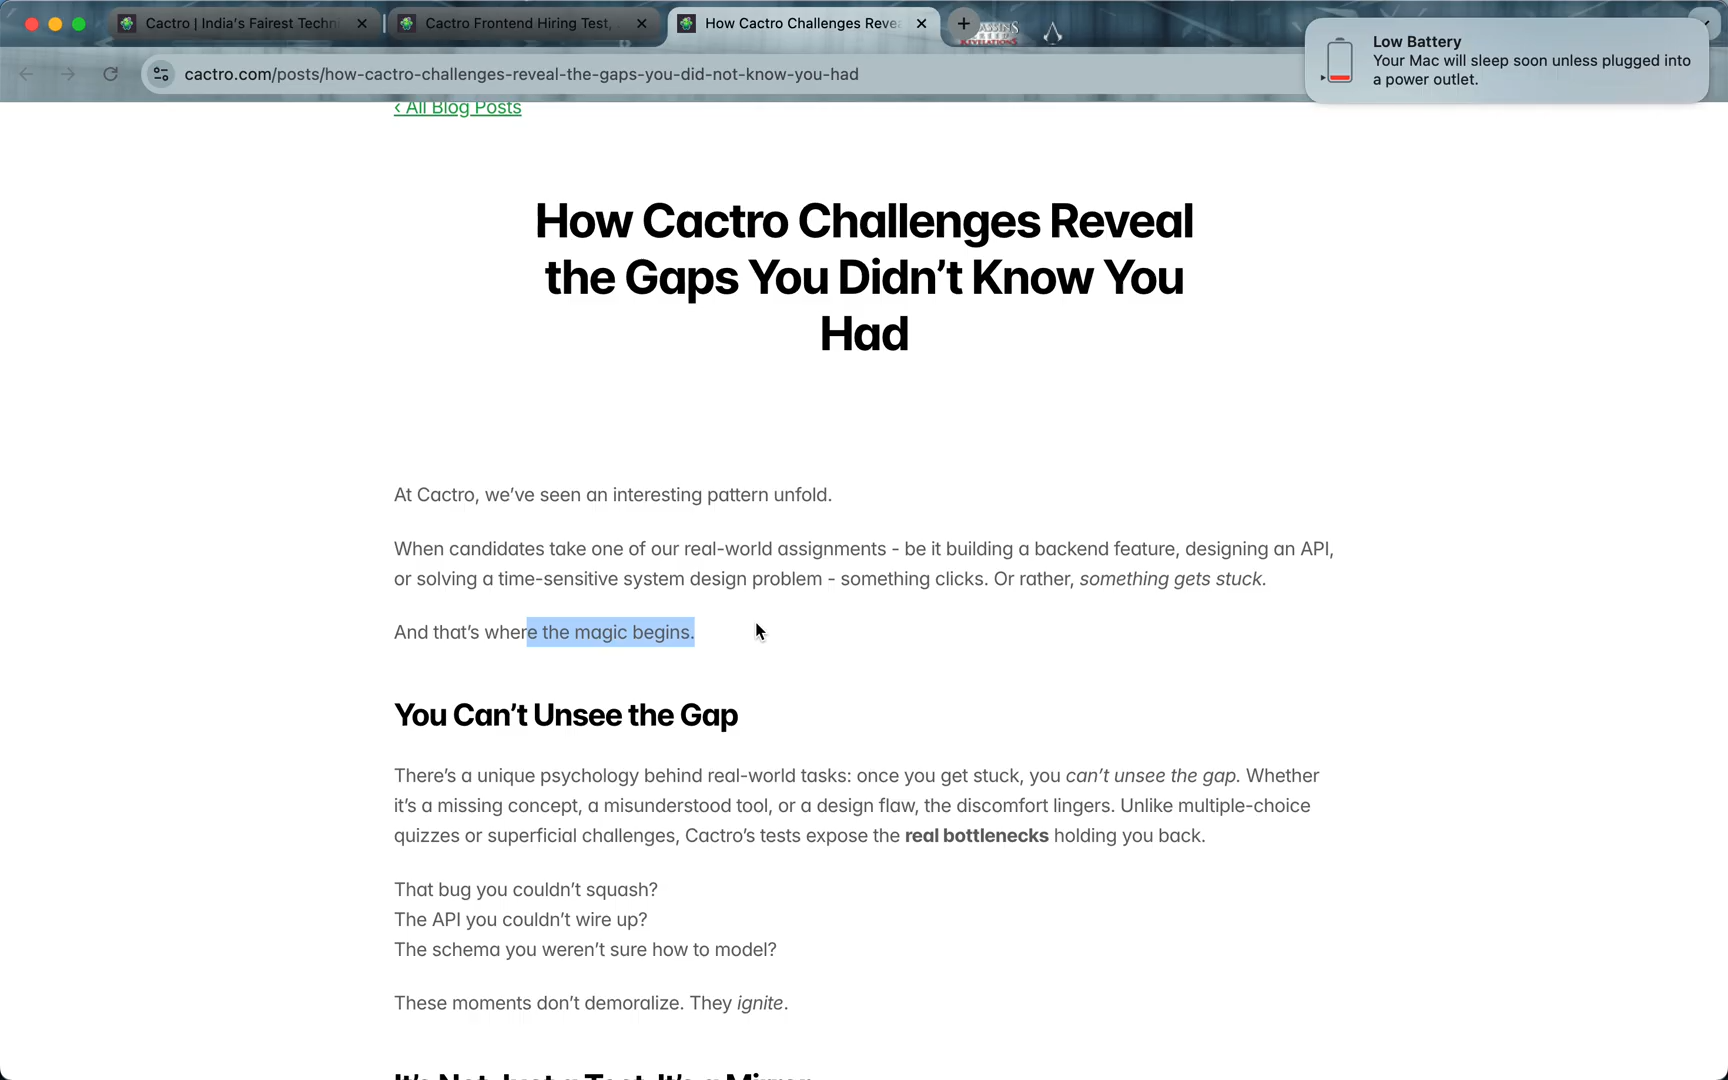 Cactro | India's Fairest Techni
Cactro Frontend Hiring Test,
How Cactro Challenges Revea
Low Battery
Your Mac will sleep soon unless plugged into
a power outlet.
cactro.com/posts/how-cactro-challenges-reveal-the-gaps-you-did-not-know-you-had
‹ All Blog Posts
How Cactro Challenges Reveal
the Gaps You Didn't Know You
Had
At Cactro, we've seen an interesting pattern unfold.
When candidates take one of our real-world assignments - be it building a backend feature, designing an API,
or solving a time-sensitive system design problem - something clicks. Or rather, something gets stuck.
And that's where the magic begins.
You Can't Unsee the Gap
There's a unique psychology behind real-world tasks: once you get stuck, you can't unsee the gap. Whether
it's a missing concept, a misunderstood tool, or a design flaw, the discomfort lingers. Unlike multiple-choice
quizzes or superficial challenges, Cactro's tests expose the real bottlenecks holding you back.
That bug you couldn't squash?
The API you couldn't wire up?
The schema you weren't sure how to model?
These moments don't demoralize. They ignite.
It's Not Just a Test, It's a Mirror